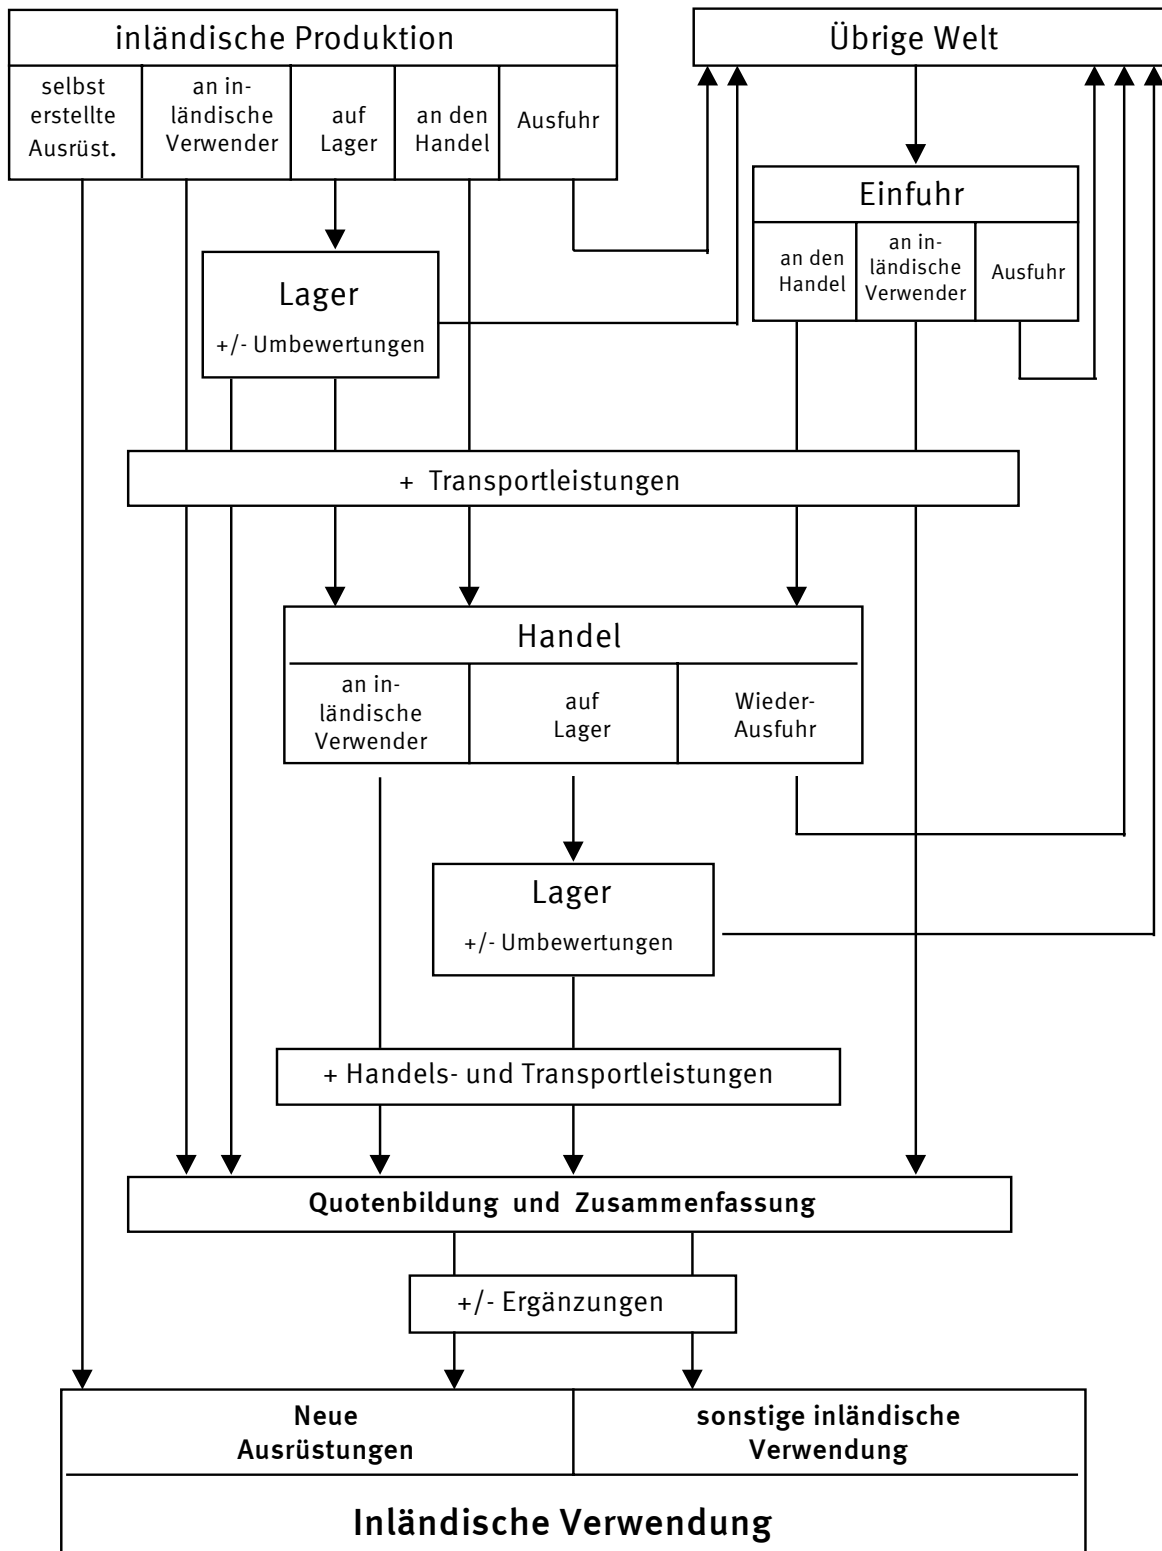 inländische Produktion
selbst
erstellte
Ausrüst.
an in-
ländische
Verwender
auf
Lager
an den
Handel
Ausfuhr
Übrige Welt
Einfuhr
an den
Handel
an in-
ländische
Verwender
Ausfuhr
Lager
+/- Umbewertungen
+ Transportleistungen
Handel
an in-
ländische
Verwender
auf
Lager
Wieder-
Ausfuhr
Lager
+/- Umbewertungen
+ Handels- und Transportleistungen
Quotenbildung und Zusammenfassung
+/- Ergänzungen
Neue
Ausrüstungen
sonstige inländische
Verwendung
Inländische Verwendung